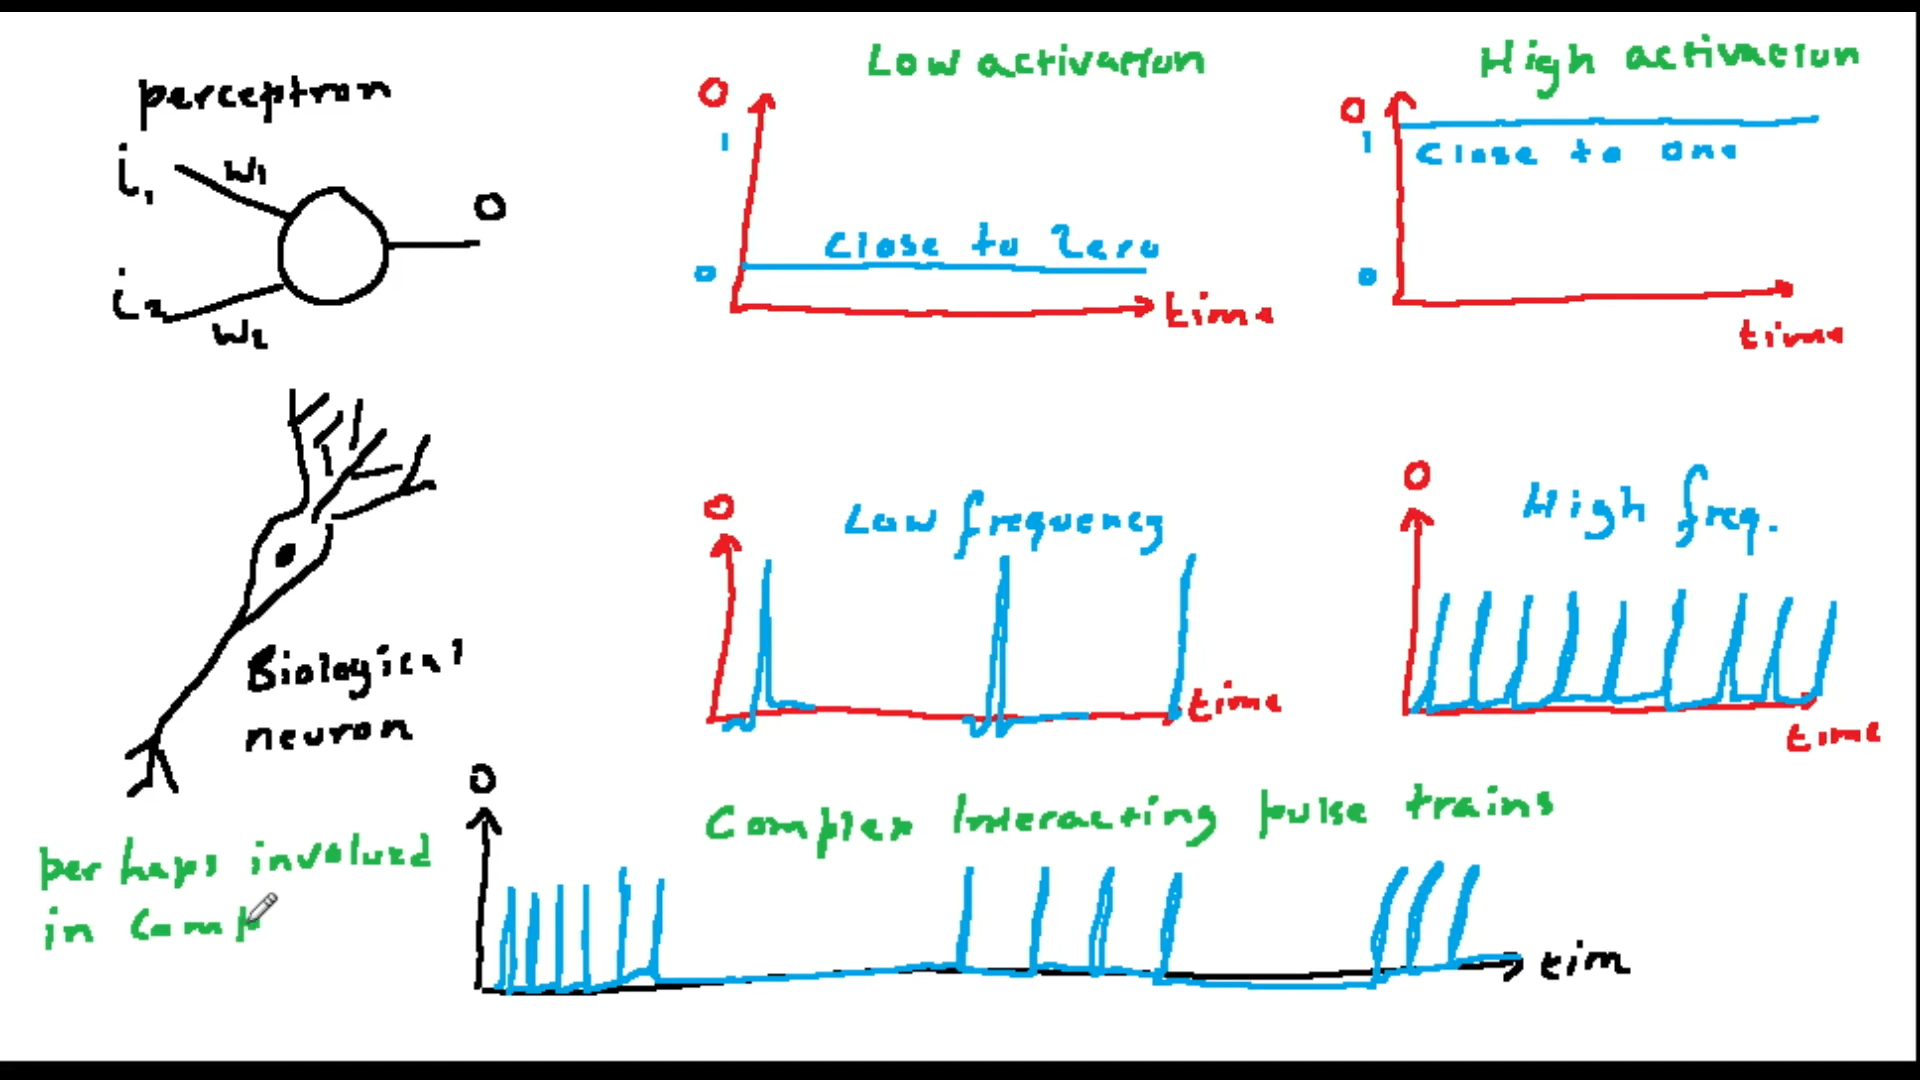 perceptron
i1
w1
O
i2
w2
Low activation
O
1
Close to Zero
0
time
High activation
O
1
Close to One
0
time
Biological
neuron
O
Low frequency
time
O
High freq.
time
perhaps involved
in Comp
O
Complex Interacting pulse trains
tim